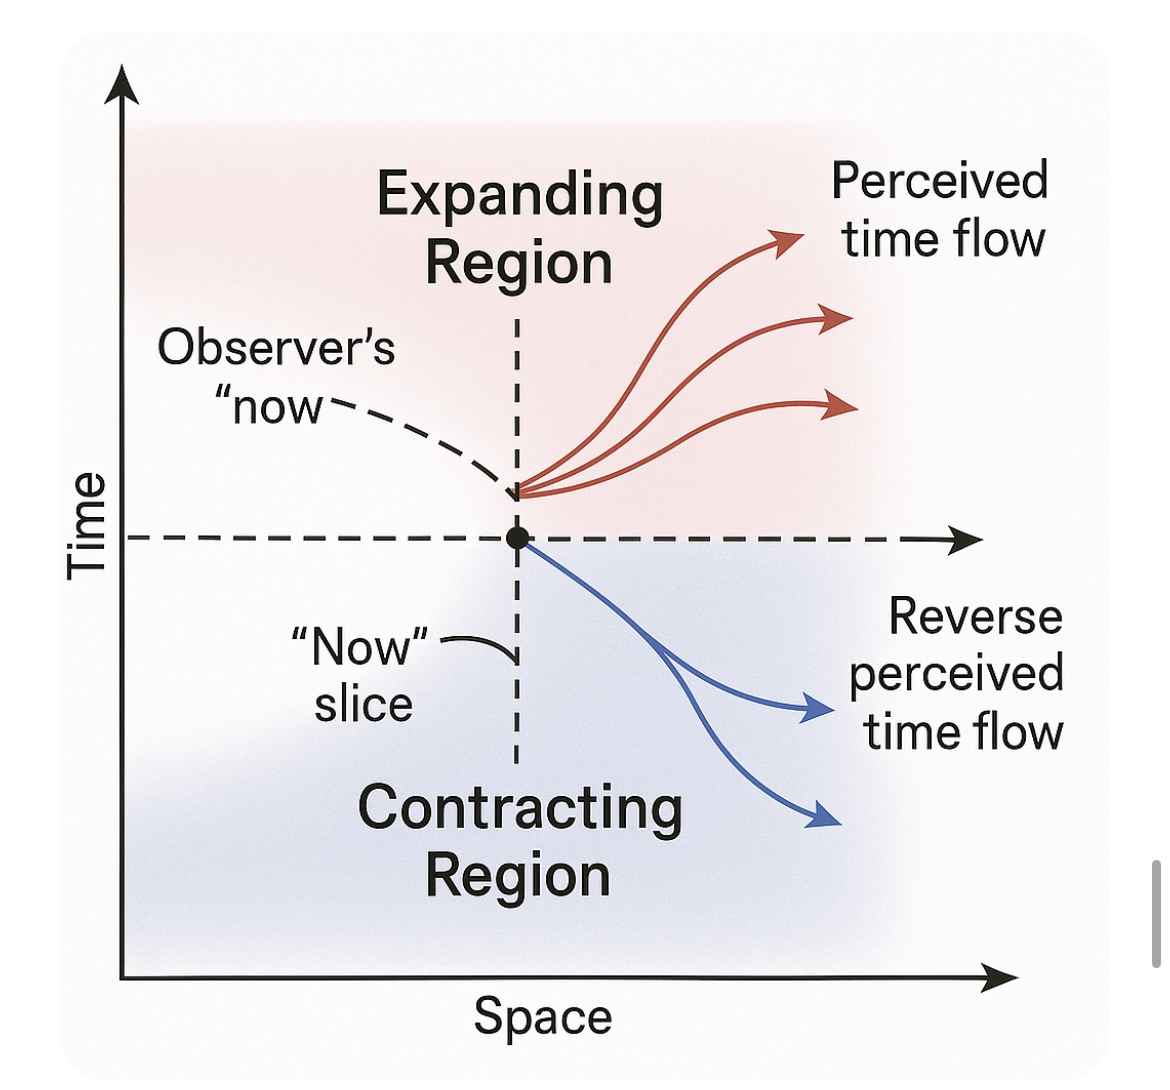 Expanding
Region
Perceived
time flow
Observer's
“now
Time
“Now”
slice
Reverse
perceived
time flow
Contracting
Region
Space